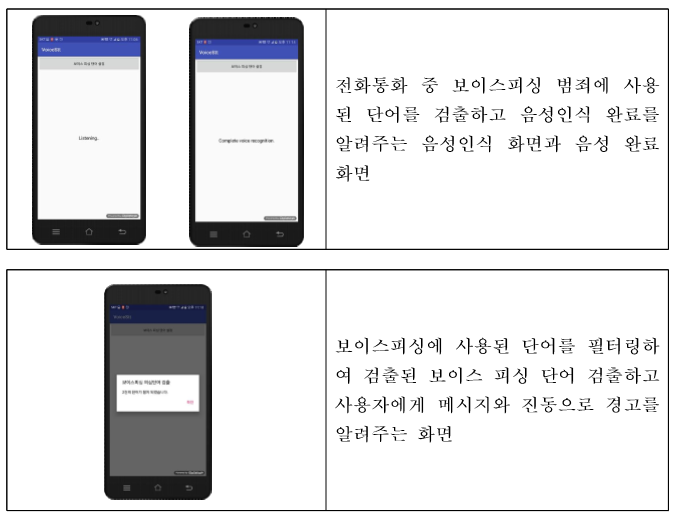 VoiceSS
Listening.
VoiceSS
Complete voice recognition.
전화통화 중 보이스피싱 범죄에 사용
된 단어를 검출하고 음성인식 완료를
알려주는 음성인식 화면과 음성 완료
화면
보이스피싱에 사용된 단어를 필터링하
여 검출된 보이스 피싱 단어 검출하고
사용자에게 메시지와 진동으로 경고를
알려주는 화면